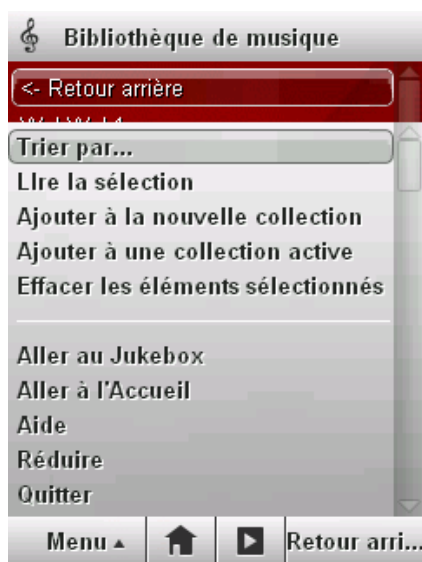 Bibliothèque de musique
<- Retour arrière
Trier par...
LIre la sélection
Ajouter à la nouvelle collection
Ajouter à une collection active
Effacer les éléments sélectionnés
Aller au Jukebox
Aller à l'Accueil
Aide
Réduire
Quitter
Menu
Retour arri...